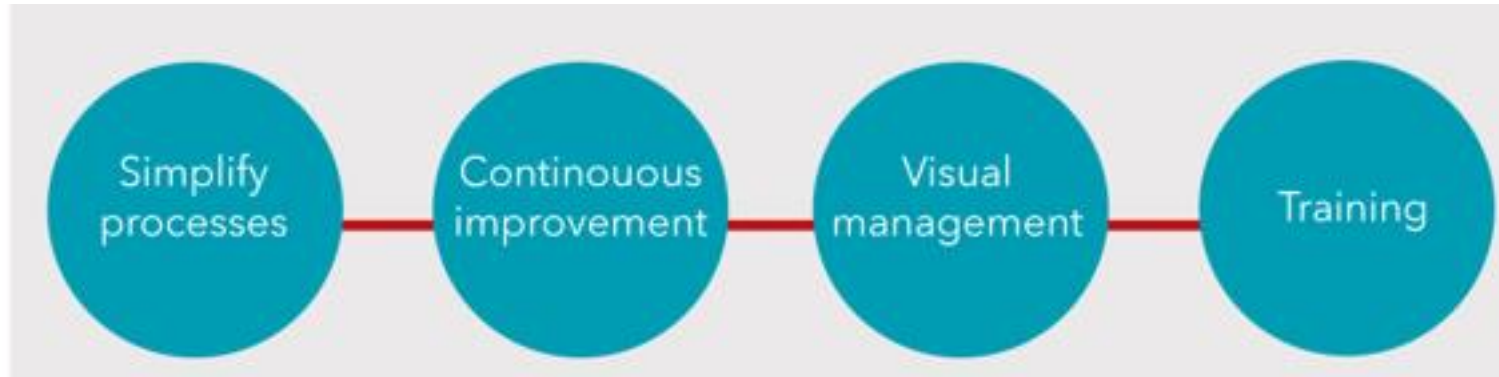 Simplify
processes
Continouous
improvement
Visual
management
Training